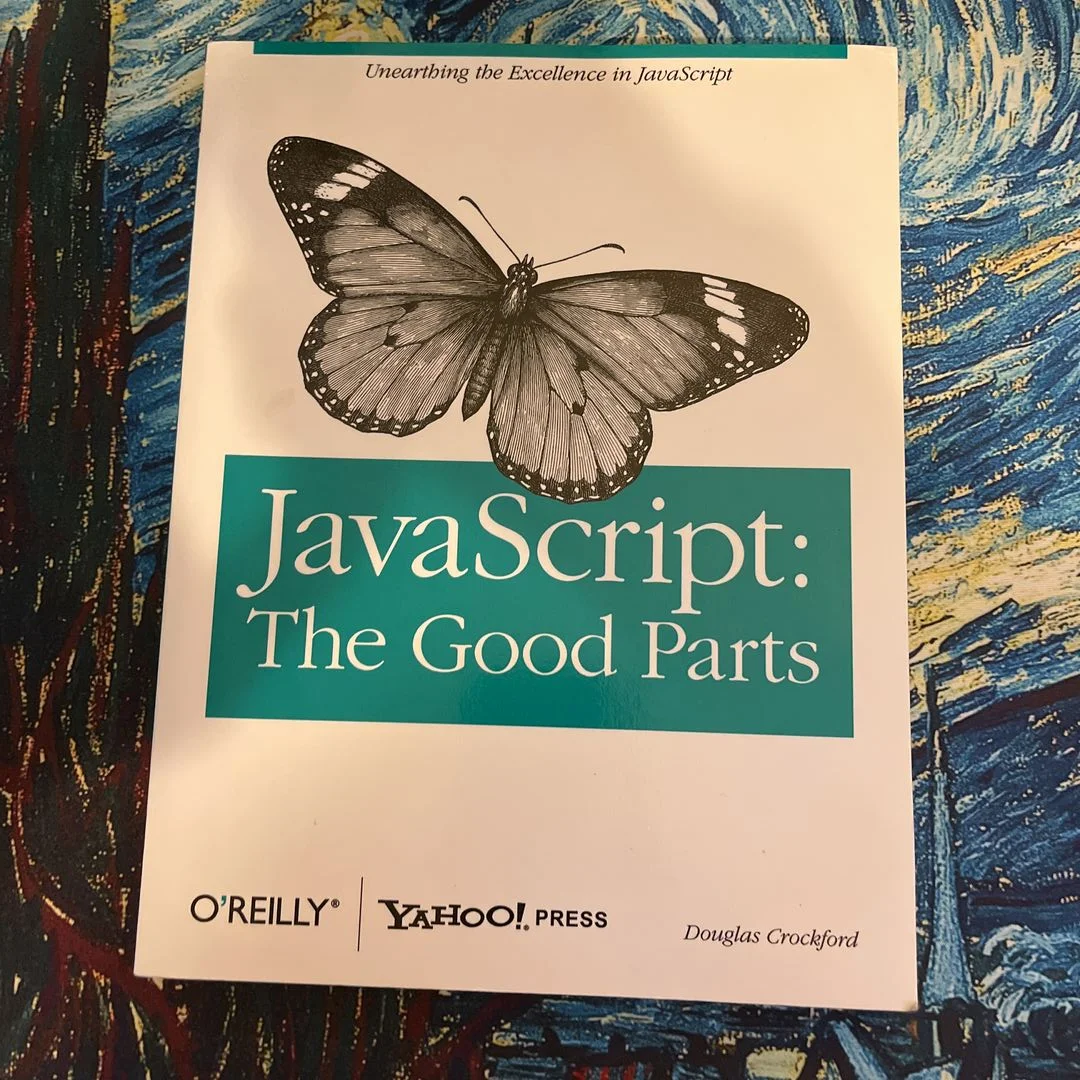 Unearthing the Excellence in JavaScript
JavaScript:
The Good Parts
O'REILLY®
YAHOO!® PRESS
Douglas Crockford